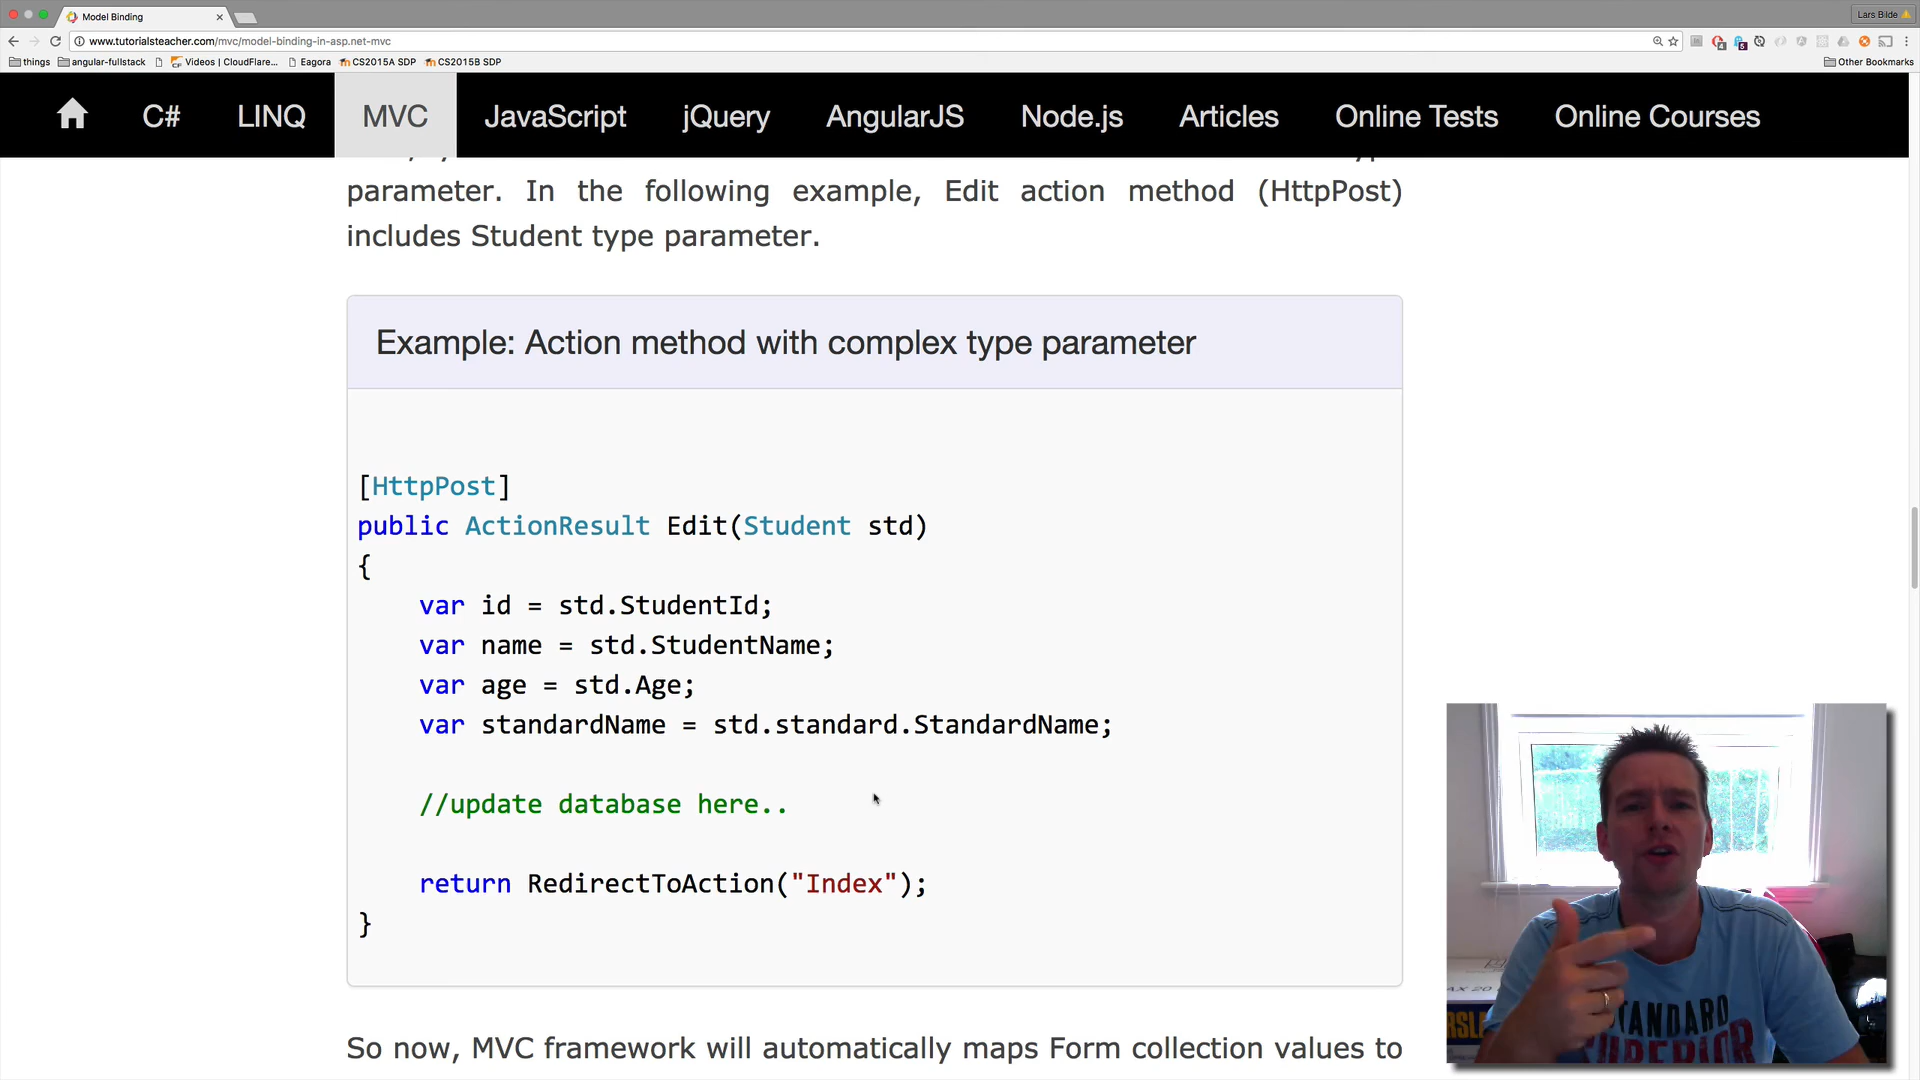 Model Binding
Lars Bilde
www.tutorialsteacher.com/mvc/model-binding-in-asp.net-mvc
things angular-fullstack Videos | CloudFlare... Eagora CS2015A SDP CS2015B SDP Other Bookmarks
C# LINQ MVC JavaScript jQuery AngularJS Node.js Articles Online Tests Online Courses
parameter. In the following example, Edit action method (HttpPost)
includes Student type parameter.
Example: Action method with complex type parameter
[HttpPost]
public ActionResult Edit(Student std)
{
var id = std.StudentId;
var name = std.StudentName;
var age = std.Age;
var standardName = std.standard.StandardName;
//update database here..
return RedirectToAction("Index");
}
So now, MVC framework will automatically maps Form collection values to
STANDARD
SUPERIOR